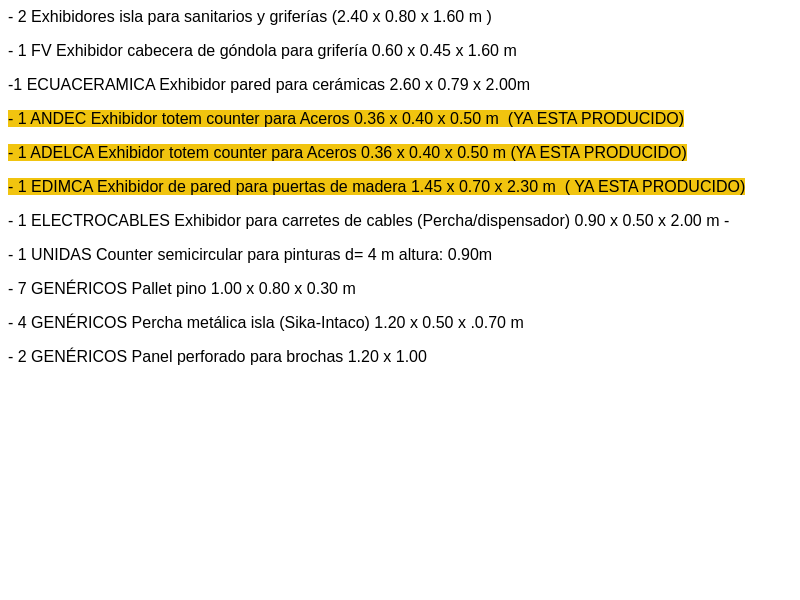 - 2 Exhibidores isla para sanitarios y griferías (2.40 x 0.80 x 1.60 m )
- 1 FV Exhibidor cabecera de góndola para grifería 0.60 x 0.45 x 1.60 m
-1 ECUACERAMICA Exhibidor pared para cerámicas 2.60 x 0.79 x 2.00m
- 1 ANDEC Exhibidor totem counter para Aceros 0.36 x 0.40 x 0.50 m  (YA ESTA PRODUCIDO)
- 1 ADELCA Exhibidor totem counter para Aceros 0.36 x 0.40 x 0.50 m (YA ESTA PRODUCIDO)
- 1 EDIMCA Exhibidor de pared para puertas de madera 1.45 x 0.70 x 2.30 m  ( YA ESTA PRODUCIDO)
- 1 ELECTROCABLES Exhibidor para carretes de cables (Percha/dispensador) 0.90 x 0.50 x 2.00 m -
- 1 UNIDAS Counter semicircular para pinturas d= 4 m altura: 0.90m
- 7 GENÉRICOS Pallet pino 1.00 x 0.80 x 0.30 m
- 4 GENÉRICOS Percha metálica isla (Sika-Intaco) 1.20 x 0.50 x .0.70 m
- 2 GENÉRICOS Panel perforado para brochas 1.20 x 1.00